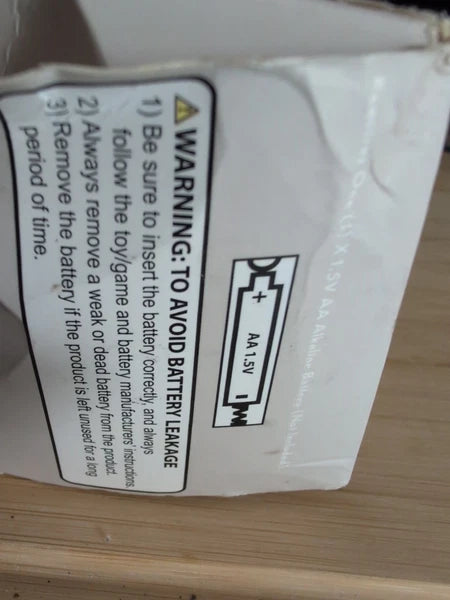 Requires One (1) X 1.5V AA Alkaline Battery (Not Included)
+ AA 1.5V -
WARNING: TO AVOID BATTERY LEAKAGE
1) Be sure to insert the battery correctly, and always
follow the toy/game and battery manufacturers' instructions.
2) Always remove a weak or dead battery from the product.
3) Remove the battery if the product is left unused for a long
period of time.